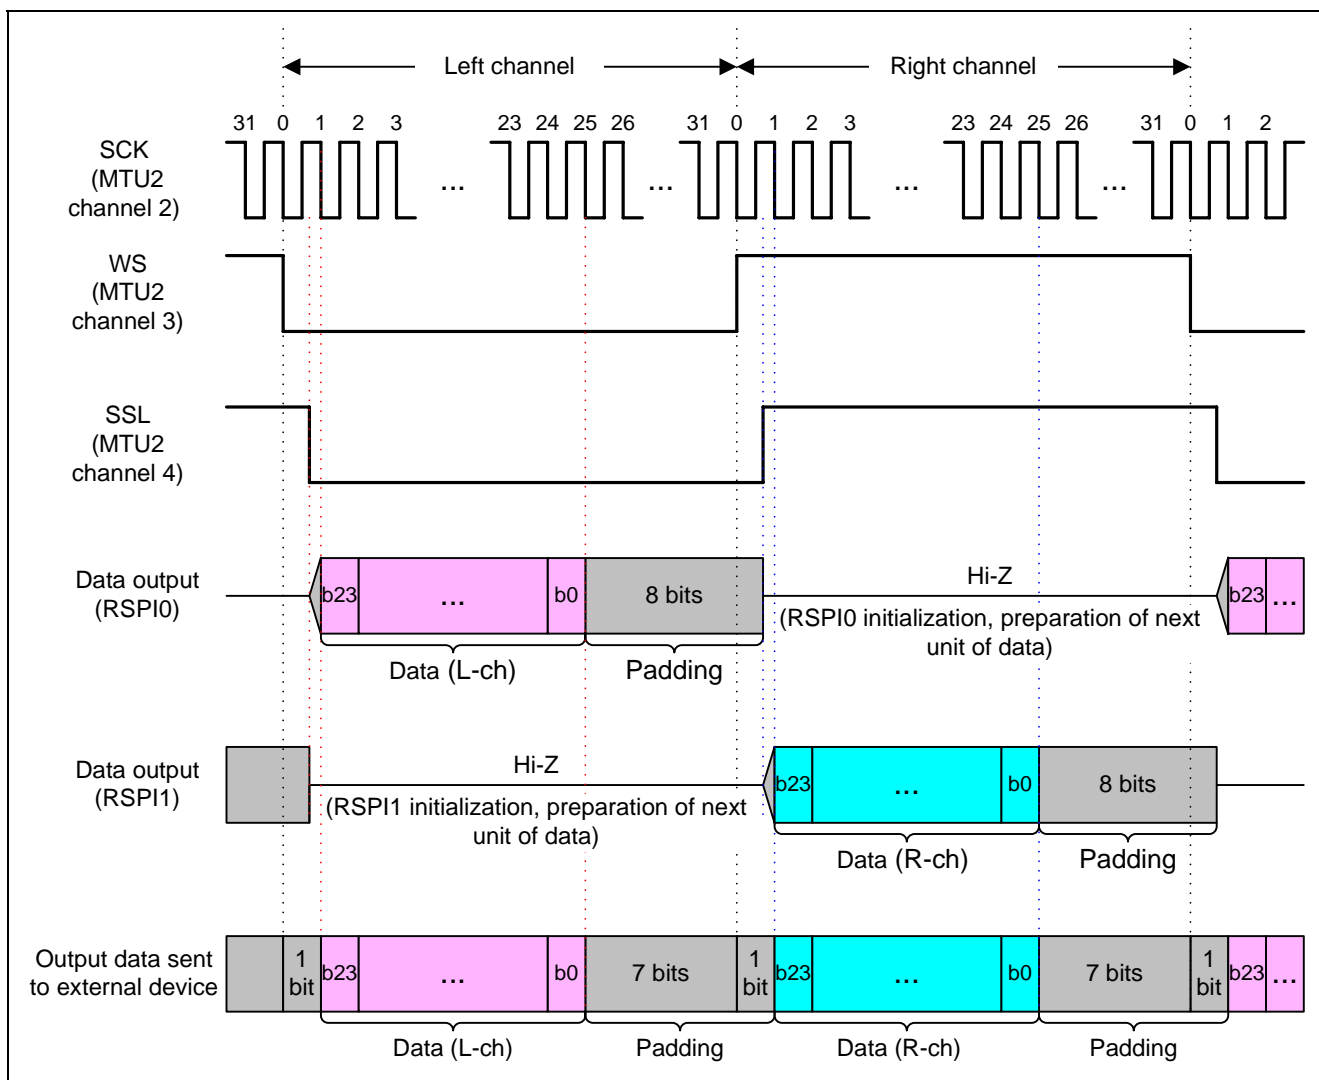 Left channel
Right channel
31 0 1 2 3 23 24 25 26 31 0 1 2 3 23 24 25 26 31 0 1 2
SCK
(MTU2
channel 2)
... ... ... ...
WS
(MTU2
channel 3)
SSL
(MTU2
channel 4)
Data output
(RSPI0)
b23 ... b0 8 bits
Hi-Z
(RSPI0 initialization, preparation of next
unit of data)
b23 ...
Data (L-ch)
Padding
Data output
(RSPI1)
Hi-Z
(RSPI1 initialization, preparation of next
unit of data)
b23 ... b0 8 bits
Data (R-ch)
Padding
Output data sent
to external device
1
bit
b23 ... b0 7 bits
1
bit
b23 ... b0 7 bits
1
bit
b23 ...
Data (L-ch)
Padding
Data (R-ch)
Padding